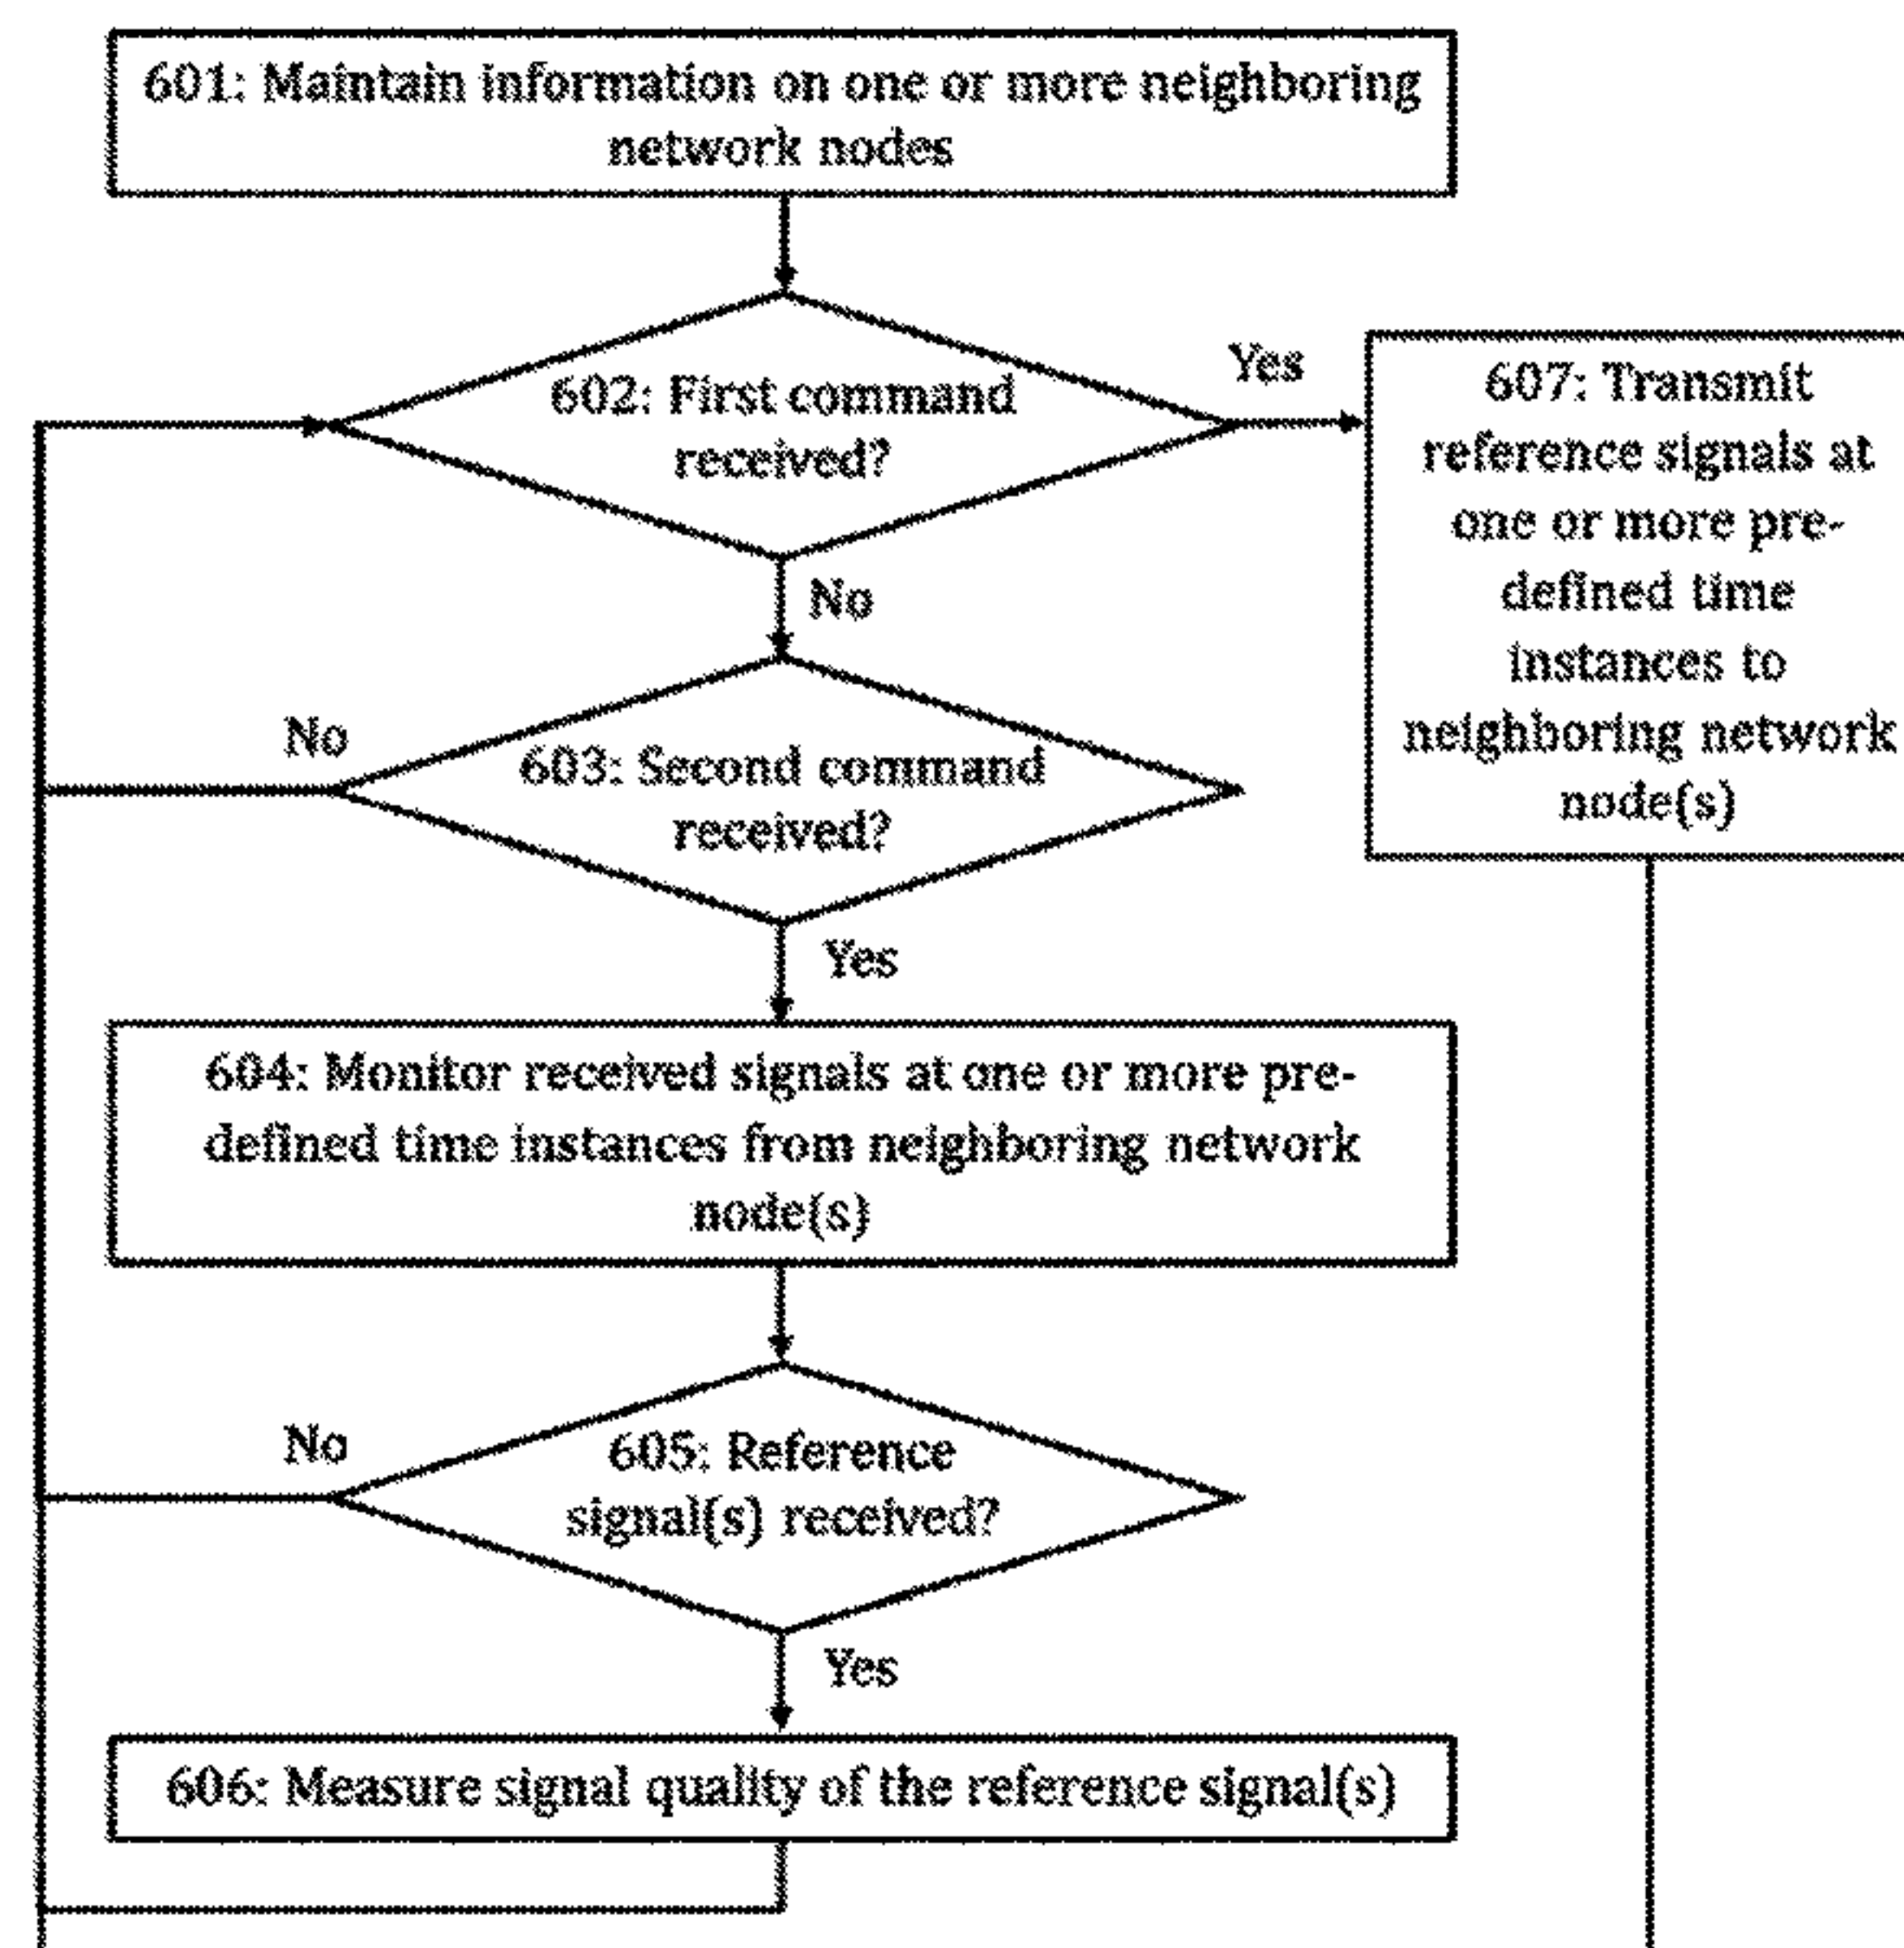 601: Maintain information on one or more neighboring
network nodes
602: First command
received?
Yes
607: Transmit
reference signals at
one or more pre-
defined time
instances to
neighboring network
node(s)
No
603: Second command
received?
No
Yes
604: Monitor received signals at one or more pre-
defined time instances from neighboring network
node(s)
605: Reference
signal(s) received?
No
Yes
606: Measure signal quality of the reference signal(s)